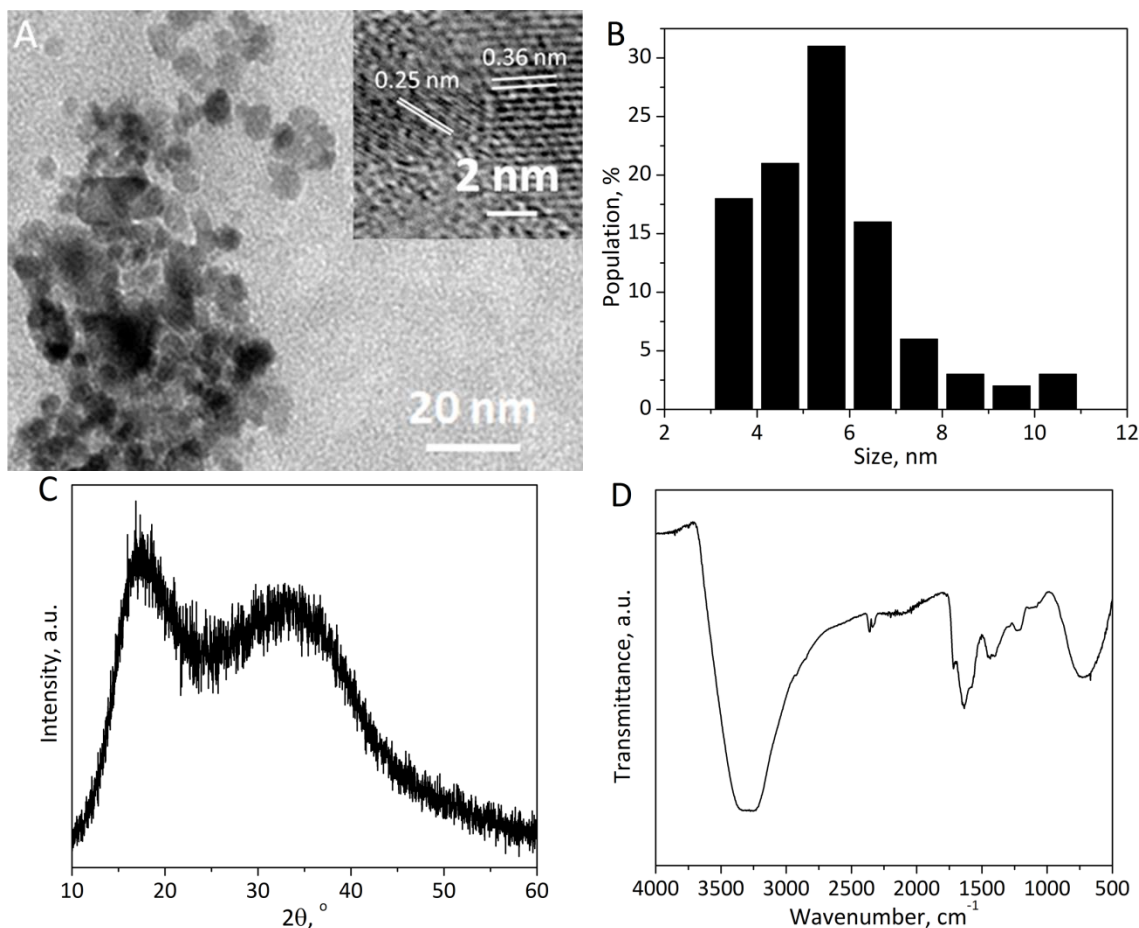 A
0.36 nm
0.25 nm
2 nm
20 nm
B
30
25
20
15
10
5
0
Population, %
2 4 6 8 10 12
Size, nm
C
Intensity, a.u.
10 20 30 40 50 60
2θ, °
D
Transmittance, a.u.
4000 3500 3000 2500 2000 1500 1000 500
Wavenumber, cm⁻¹